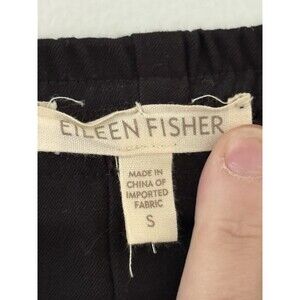 EILEEN FISHER
MADE IN
CHINA OF
IMPORTED
FABRIC
S